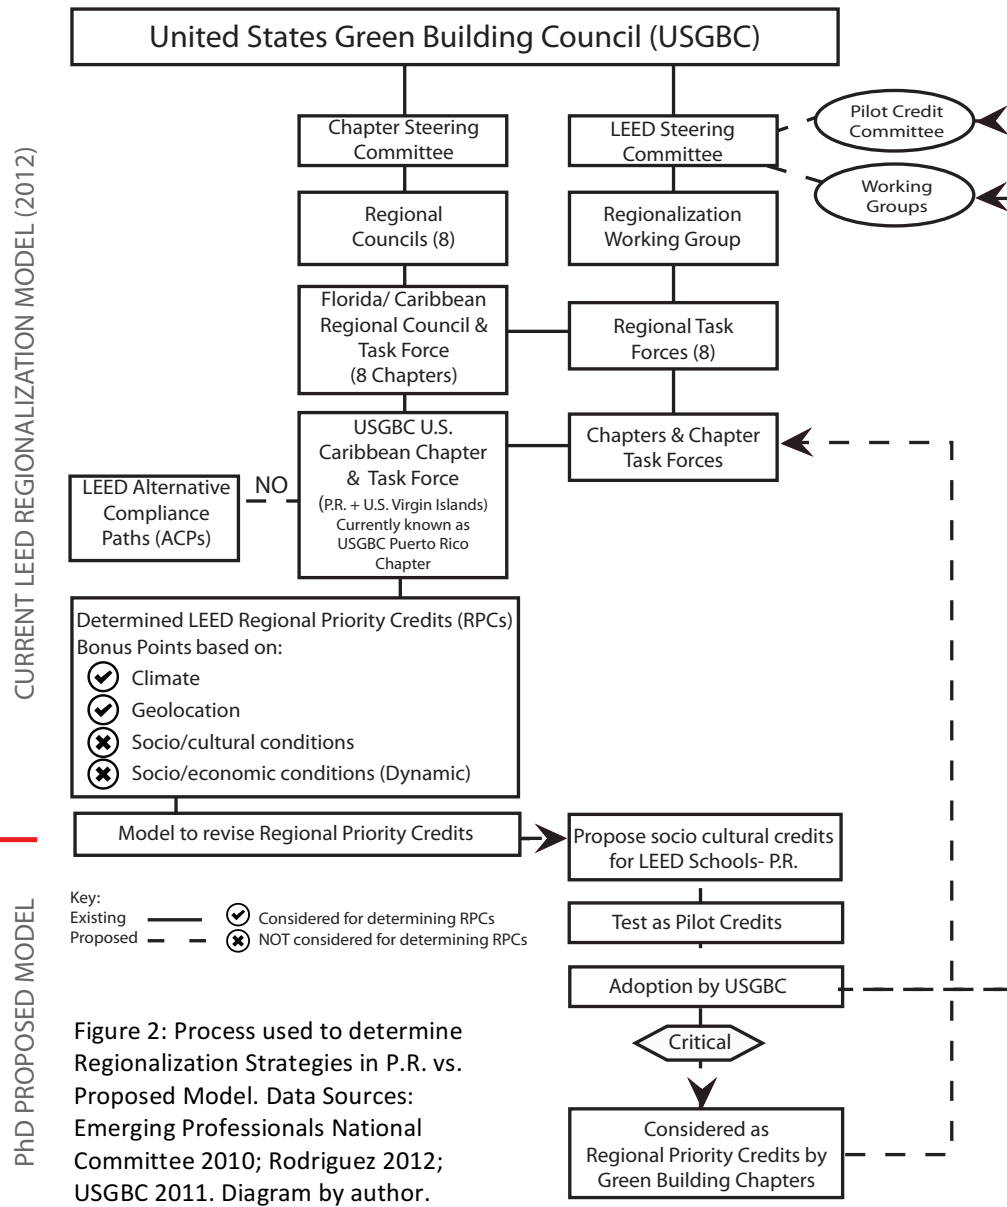 United States Green Building Council (USGBC)
Chapter Steering
Committee
LEED Steering
Committee
Pilot Credit
Committee
Working
Groups
Regional
Councils (8)
Regionalization
Working Group
Florida/ Caribbean
Regional Council &
Task Force
(8 Chapters)
Regional Task
Forces (8)
USGBC U.S.
Caribbean Chapter
& Task Force
(P.R. + U.S. Virgin Islands)
Currently known as
USGBC Puerto Rico
Chapter
Chapters & Chapter
Task Forces
NO
LEED Alternative
Compliance
Paths (ACPs)
CURRENT LEED REGIONALIZATION MODEL (2012)
Determined LEED Regional Priority Credits (RPCs)
Bonus Points based on:
Climate
Geolocation
Socio/cultural conditions
Socio/economic conditions (Dynamic)
Model to revise Regional Priority Credits
Propose socio cultural credits
for LEED Schools- P.R.
Test as Pilot Credits
Adoption by USGBC
Critical
Considered as
Regional Priority Credits by
Green Building Chapters
PhD PROPOSED MODEL
Key:
Existing
Proposed
Considered for determining RPCs
NOT considered for determining RPCs
Figure 2: Process used to determine
Regionalization Strategies in P.R. vs.
Proposed Model. Data Sources:
Emerging Professionals National
Committee 2010; Rodriguez 2012;
USGBC 2011. Diagram by author.